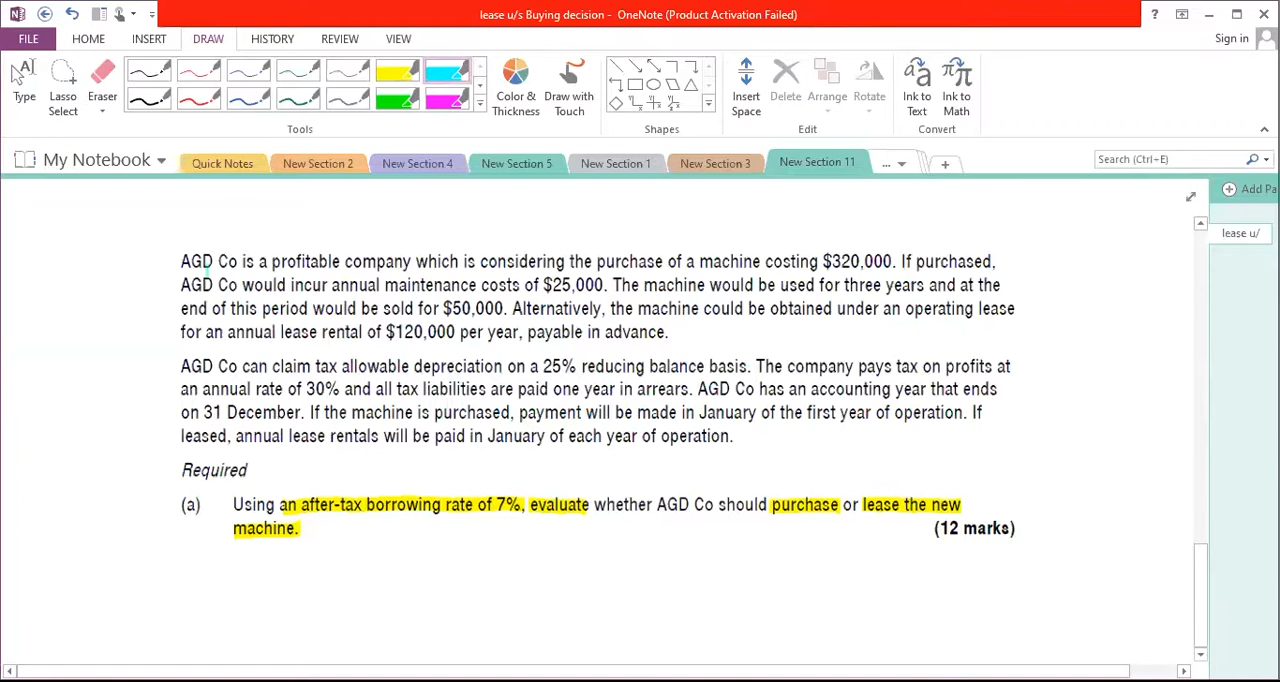 lease u/s Buying decision - OneNote (Product Activation Failed)
?
FILE HOME INSERT DRAW HISTORY REVIEW VIEW
Sign in
Type Lasso Select Eraser
Color & Thickness Draw with Touch
Insert Space Delete Arrange Rotate
Ink to Text Ink to Math
Tools Shapes Edit Convert
My Notebook Quick Notes New Section 2 New Section 4 New Section 5 New Section 1 New Section 3 New Section 11 ... Search (Ctrl+E)
Add Pa
lease u/
AGD Co is a profitable company which is considering the purchase of a machine costing $320,000. If purchased,
AGD Co would incur annual maintenance costs of $25,000. The machine would be used for three years and at the
end of this period would be sold for $50,000. Alternatively, the machine could be obtained under an operating lease
for an annual lease rental of $120,000 per year, payable in advance.
AGD Co can claim tax allowable depreciation on a 25% reducing balance basis. The company pays tax on profits at
an annual rate of 30% and all tax liabilities are paid one year in arrears. AGD Co has an accounting year that ends
on 31 December. If the machine is purchased, payment will be made in January of the first year of operation. If
leased, annual lease rentals will be paid in January of each year of operation.
Required
(a) Using an after-tax borrowing rate of 7%, evaluate whether AGD Co should purchase or lease the new
machine. (12 marks)